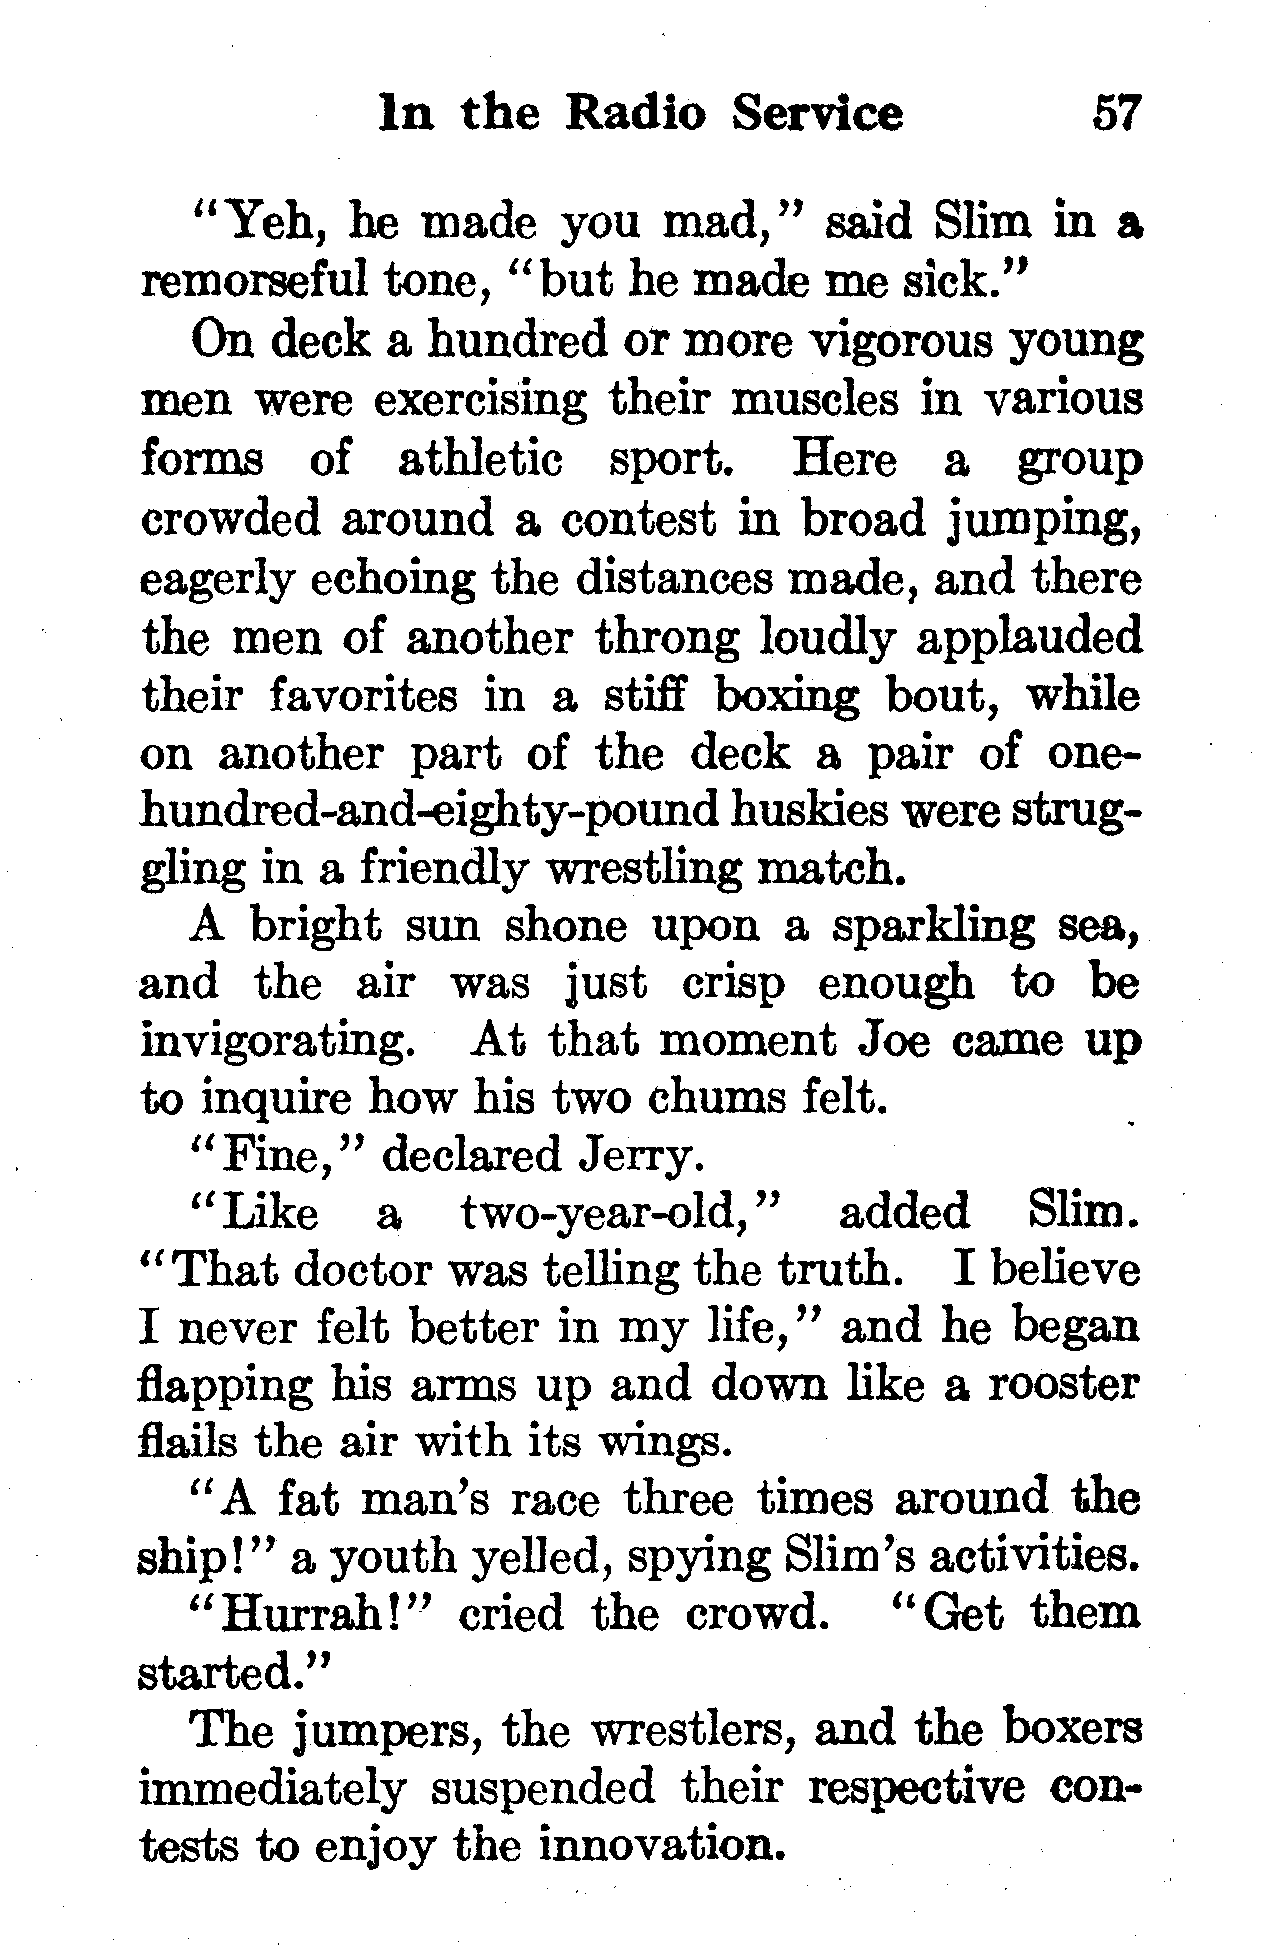 In the Radio Service 57
"Yeh, he made you mad," said Slim in a
remorseful tone, "but he made me sick."
On deck a hundred or more vigorous young
men were exercising their muscles in various
forms of athletic sport. Here a group
crowded around a contest in broad jumping,
eagerly echoing the distances made, and there
the men of another throng loudly applauded
their favorites in a stiff boxing bout, while
on another part of the deck a pair of one-
hundred-and-eighty-pound huskies were strug-
gling in a friendly wrestling match.
A bright sun shone upon a sparkling sea,
and the air was just crisp enough to be
invigorating. At that moment Joe came up
to inquire how his two chums felt.
"Fine," declared Jerry.
"Like a two-year-old," added Slim.
"That doctor was telling the truth. I believe
I never felt better in my life," and he began
flapping his arms up and down like a rooster
flails the air with its wings.
"A fat man's race three times around the
ship!" a youth yelled, spying Slim's activities.
"Hurrah!" cried the crowd. "Get them
started."
The jumpers, the wrestlers, and the boxers
immediately suspended their respective con-
tests to enjoy the innovation.